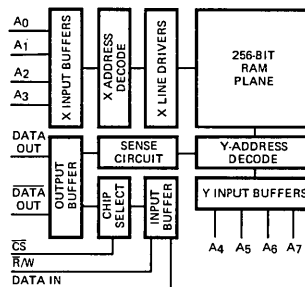 A0
A1
A2
A3
X INPUT BUFFERS
X ADDRESS
DECODE
X LINE DRIVERS
256-BIT
RAM
PLANE
DATA
OUT
DATA
OUT
OUTPUT
BUFFER
SENSE
CIRCUIT
Y-ADDRESS
DECODE
CHIP
SELECT
INPUT
BUFFER
Y INPUT BUFFERS
A4 A5 A6 A7
C̅S̅
R̅/W
DATA IN